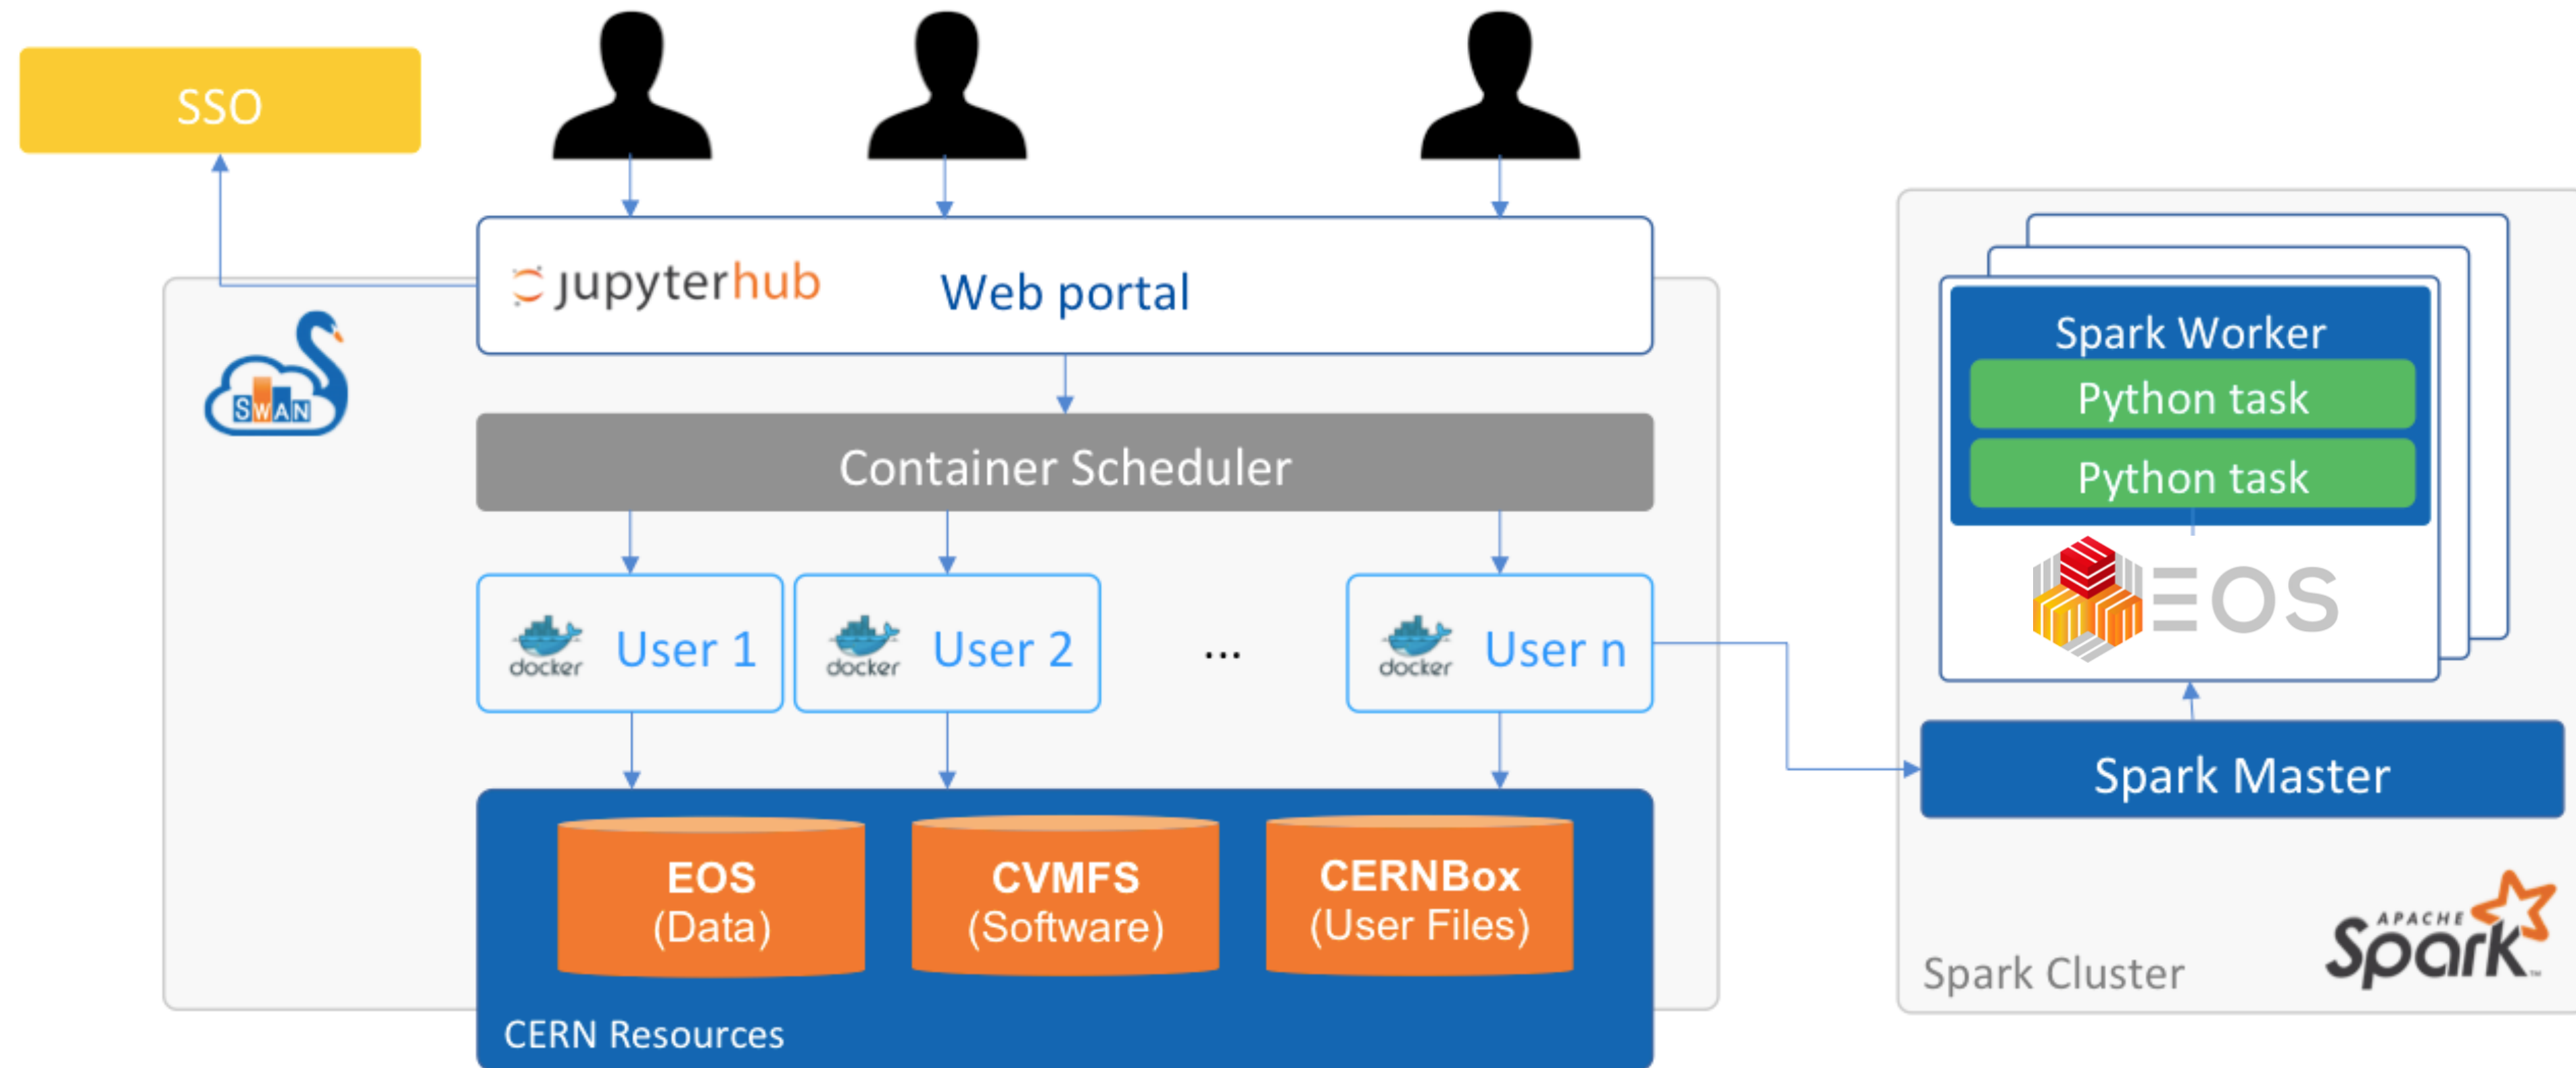 SSO
jupyterhub
Web portal
SWAN
Container Scheduler
docker
User 1
docker
User 2
...
docker
User n
EOS
(Data)
CVMFS
(Software)
CERNBox
(User Files)
CERN Resources
Spark Worker
Python task
Python task
EOS
Spark Master
Spark Cluster
APACHE
Spark™